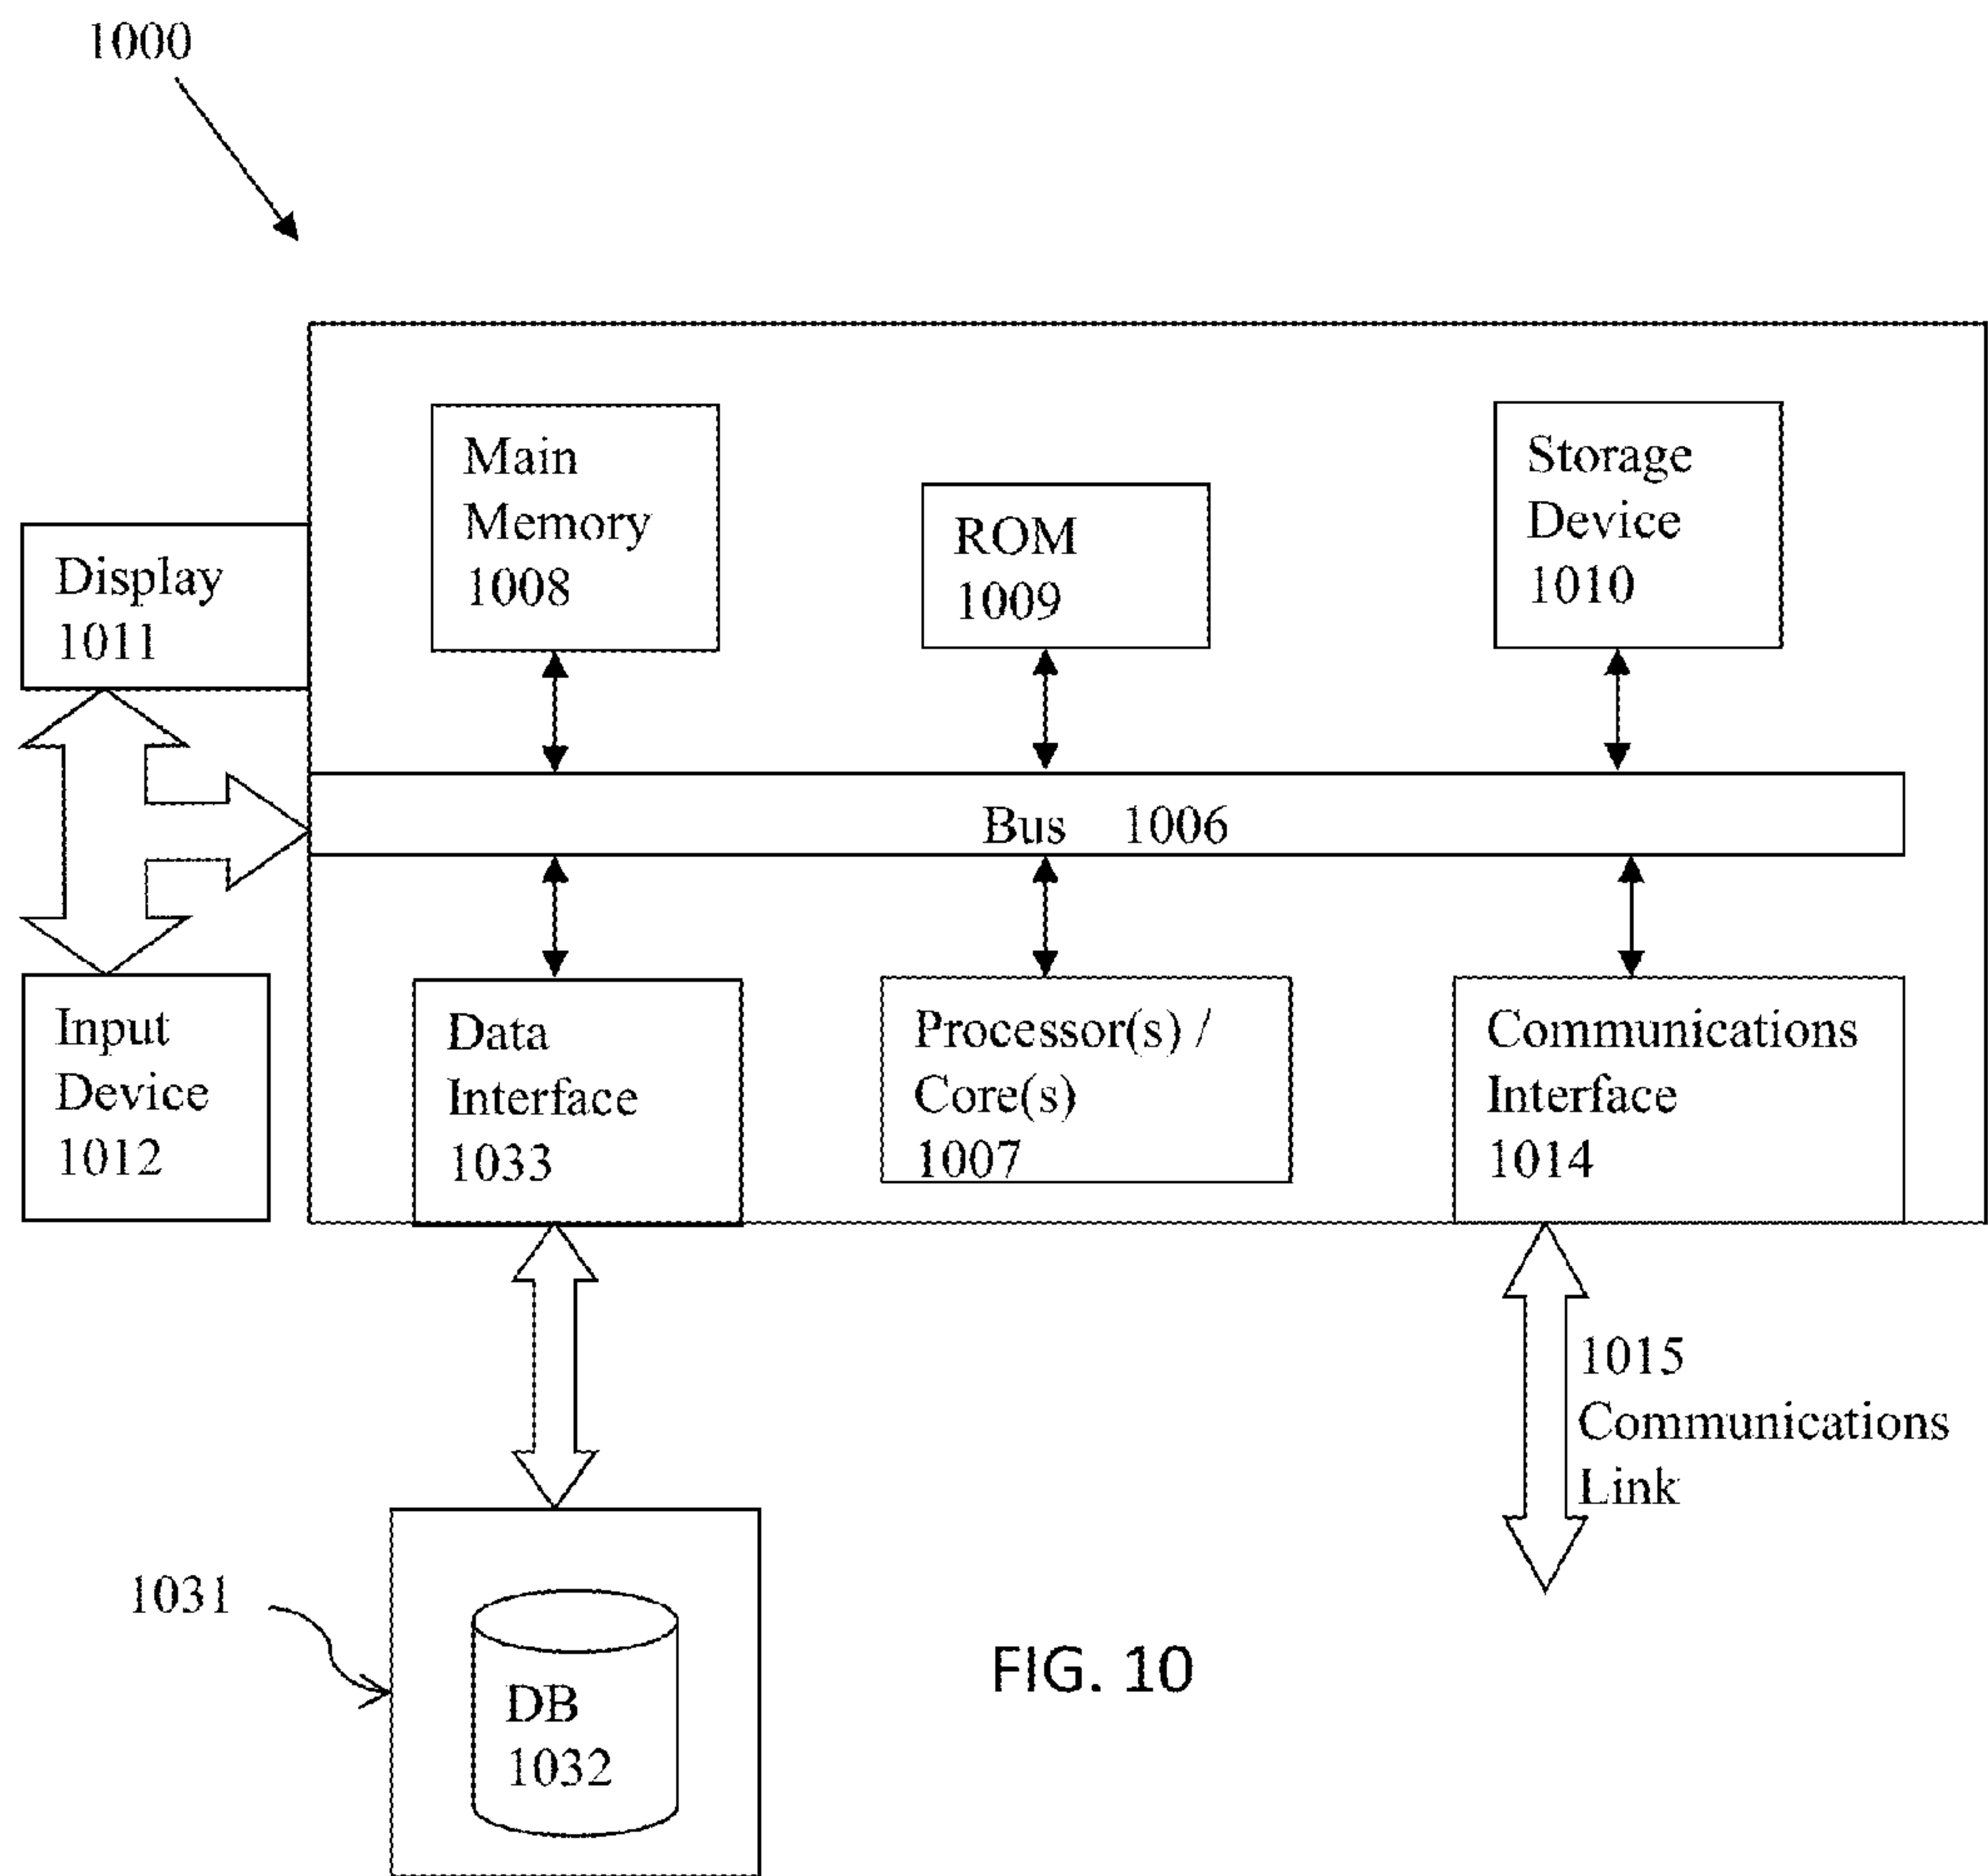 1000
Main
Memory
1008
ROM
1009
Storage
Device
1010
Display
1011
Bus 1006
Input
Device
1012
Data
Interface
1033
Processor(s) /
Core(s)
1007
Communications
Interface
1014
1015
Communications
Link
1031
DB
1032
FIG. 10